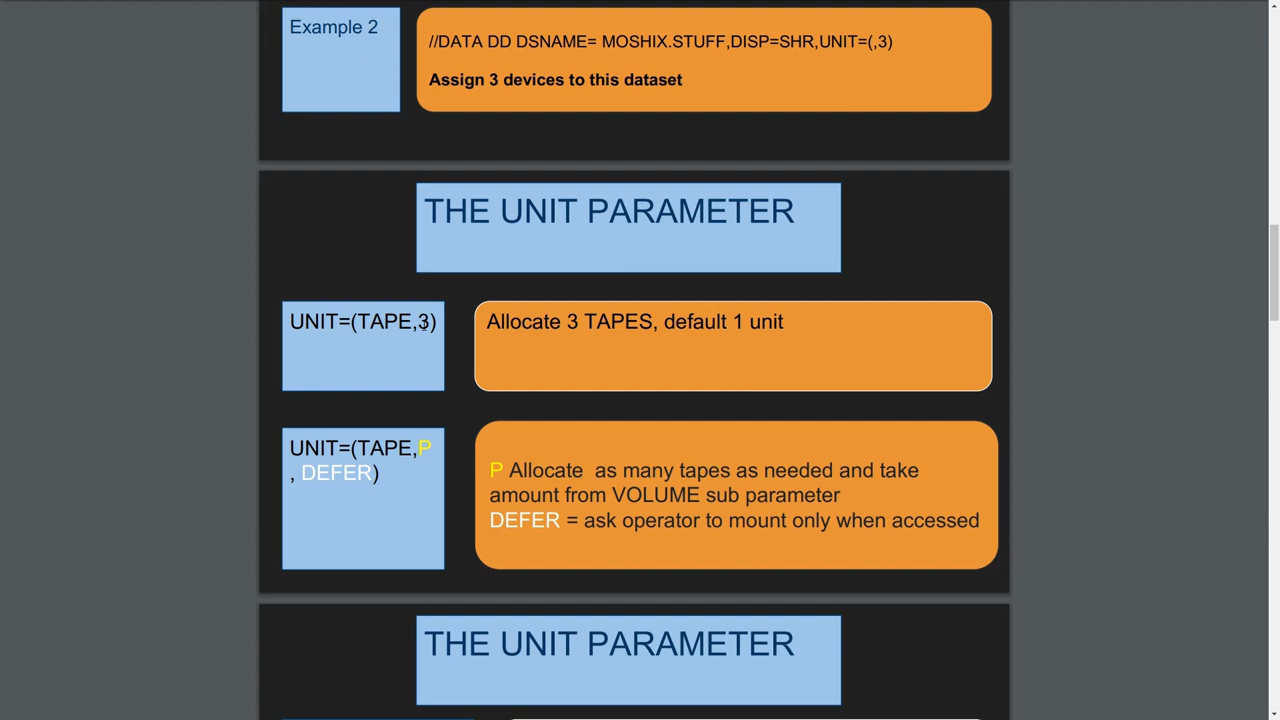 Example 2
//DATA DD DSNAME= MOSHIX.STUFF,DISP=SHR,UNIT=(,3)
Assign 3 devices to this dataset
THE UNIT PARAMETER
UNIT=(TAPE,3)
Allocate 3 TAPES, default 1 unit
UNIT=(TAPE,P
, DEFER)
P Allocate  as many tapes as needed and take
amount from VOLUME sub parameter
DEFER = ask operator to mount only when accessed
THE UNIT PARAMETER